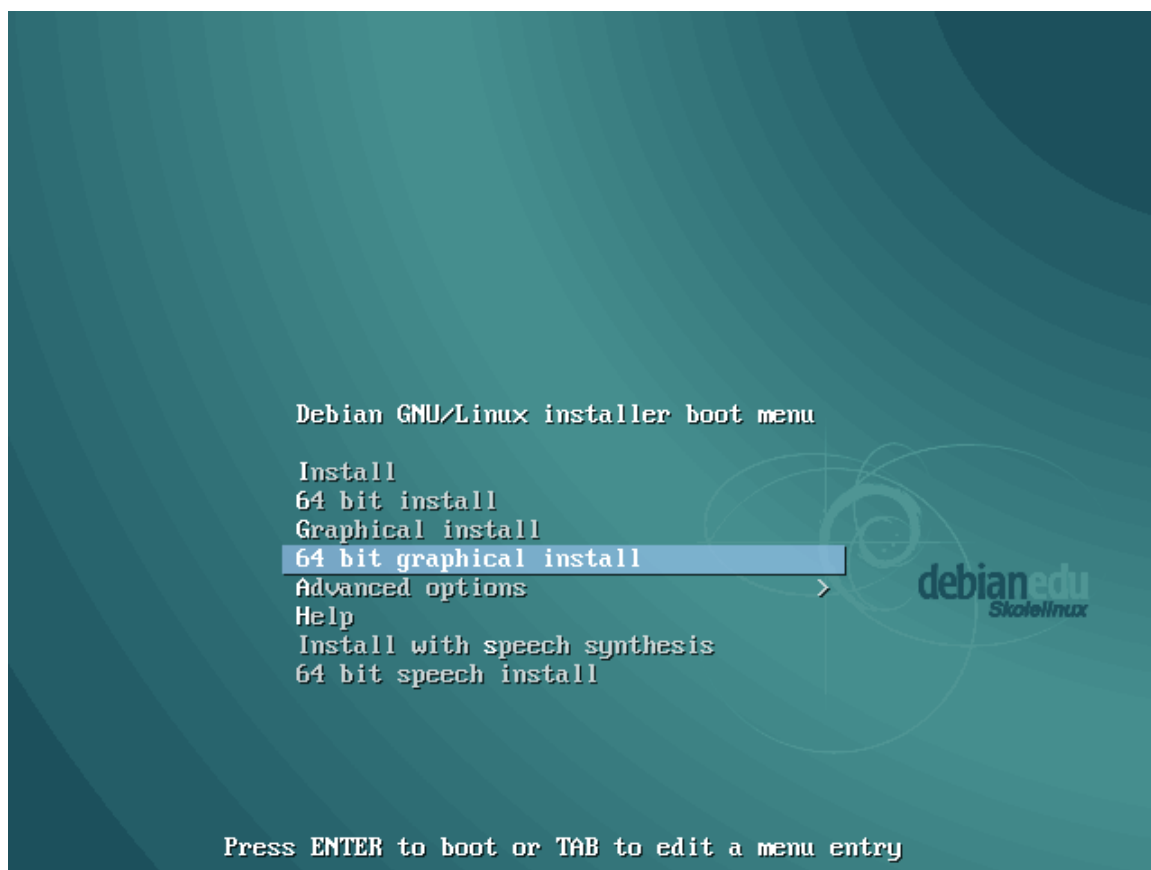 Debian GNU/Linux installer boot menu
Install
64 bit install
Graphical install
64 bit graphical install
Advanced options >
Help
Install with speech synthesis
64 bit speech install
debianedu
Skolelinux
Press ENTER to boot or TAB to edit a menu entry